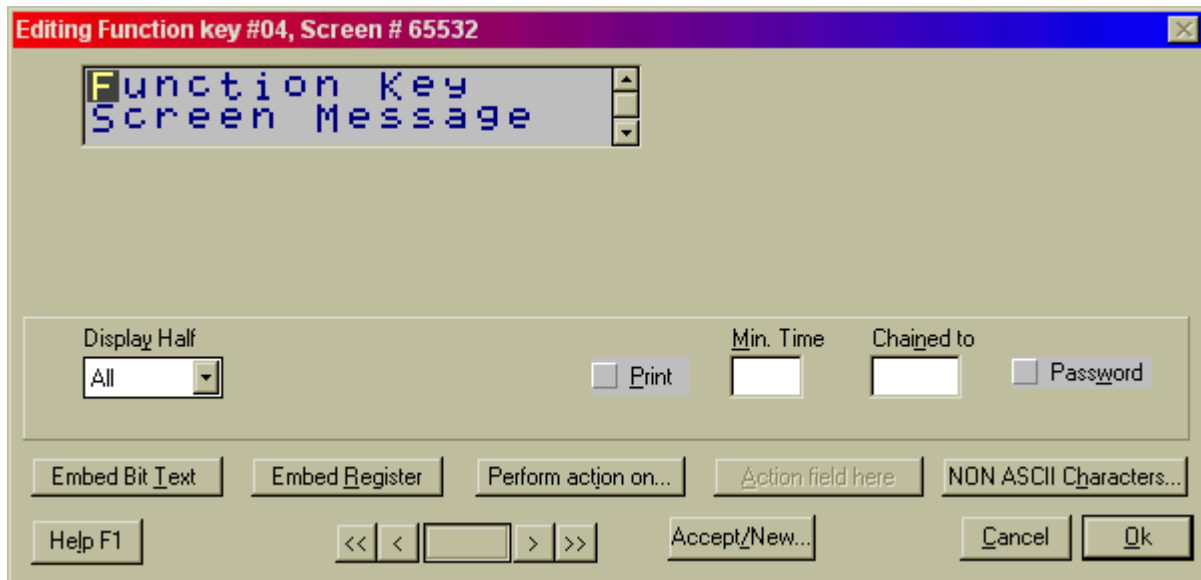 Editing Function key #04, Screen # 65532
Function Key
Screen Message
Display Half
Min. Time
Chained to
All
Print
Password
Embed Bit Text
Embed Register
Perform action on...
Action field here
NON ASCII Characters...
Help F1
<<
<
>
>>
Accept/New...
Cancel
Ok